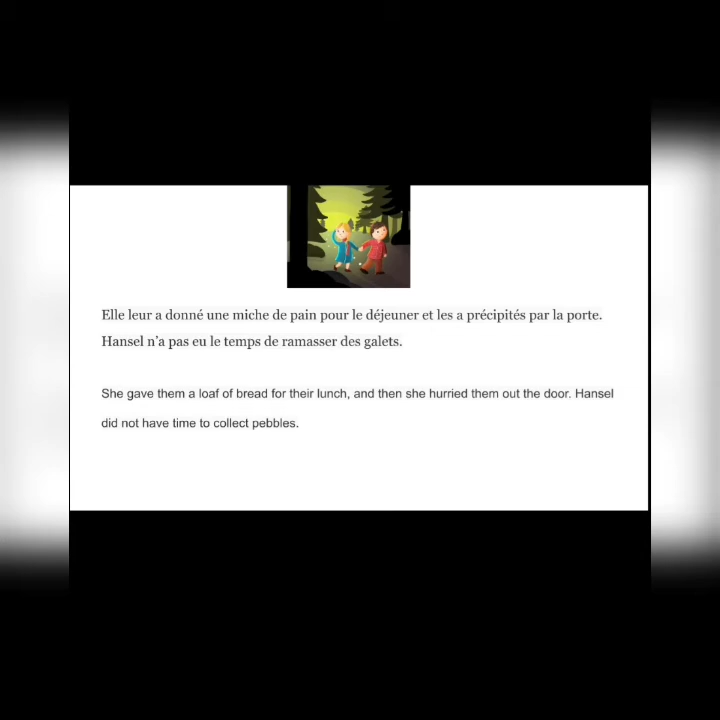 Elle leur a donné une miche de pain pour le déjeuner et les a précipités par la porte.
Hansel n’a pas eu le temps de ramasser des galets.
She gave them a loaf of bread for their lunch, and then she hurried them out the door. Hansel
did not have time to collect pebbles.